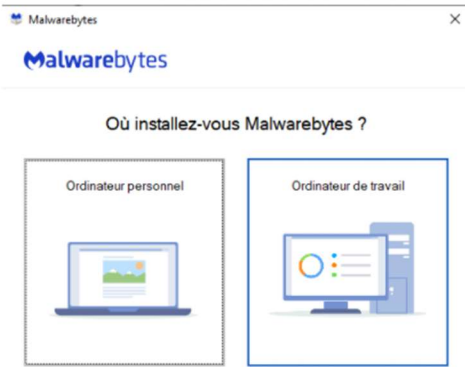 Malwarebytes
Malwarebytes
Où installez-vous Malwarebytes ?
Ordinateur personnel
Ordinateur de travail